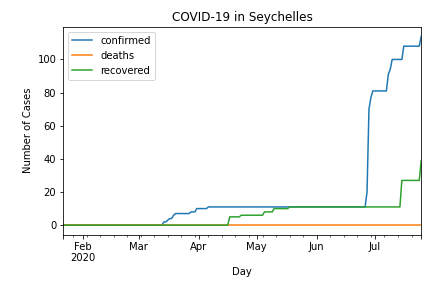 COVID-19 in Seychelles
confirmed
deaths
recovered
Number of Cases
100
80
60
40
20
0
Feb
2020
Mar
Apr
May
Jun
Jul
Day